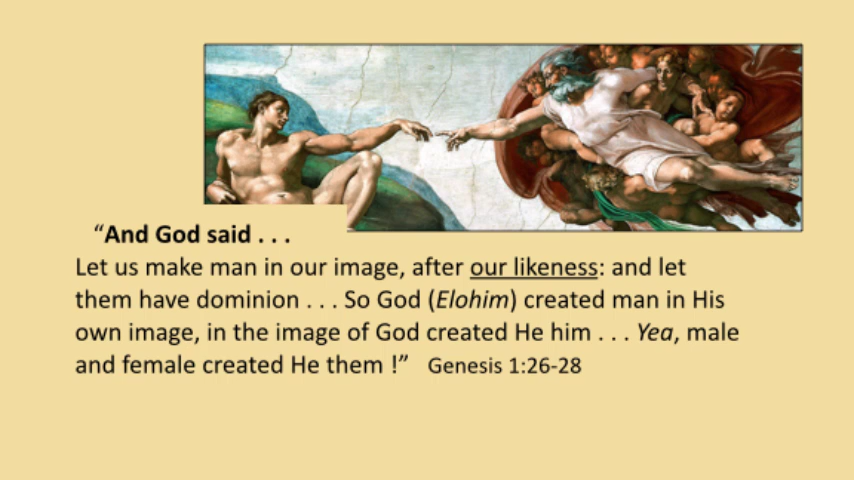 “And God said . . .
Let us make man in our image, after our likeness: and let
them have dominion . . . So God (Elohim) created man in His
own image, in the image of God created He him . . . Yea, male
and female created He them !” Genesis 1:26-28